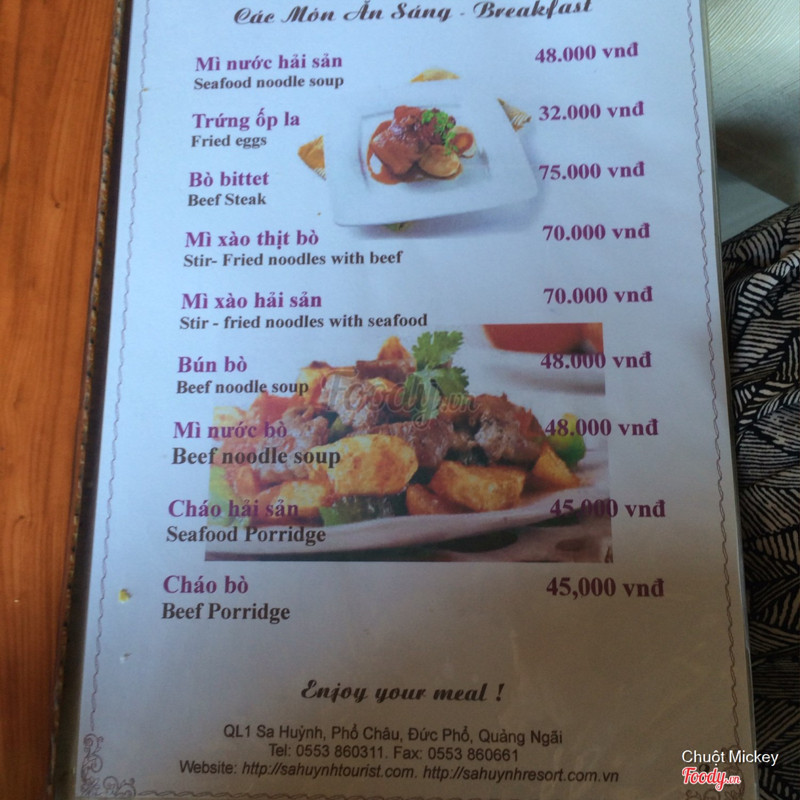 Các Món Ăn Sáng - Breakfast
Mì nước hải sản 48.000 vnđ
Seafood noodle soup
Trứng ốp la 32.000 vnđ
Fried eggs
Bò bittet 75.000 vnđ
Beef Steak
Mì xào thịt bò 70.000 vnđ
Stir- Fried noodles with beef
Mì xào hải sản 70.000 vnđ
Stir - fried noodles with seafood
Bún bò 48.000 vnđ
Beef noodle soup
Mì nước bò 48.000 vnđ
Beef noodle soup
Cháo hải sản 45,000 vnđ
Seafood Porridge
Cháo bò 45,000 vnđ
Beef Porridge
Enjoy your meal !
QL1 Sa Huỳnh, Phổ Châu, Đức Phổ, Quảng Ngãi
Tel: 0553 860311. Fax: 0553 860661
Website: http://sahuynhtourist.com. http://sahuynhresort.com.vn
Foody.vn
Chuột Mickey
Foody.vn